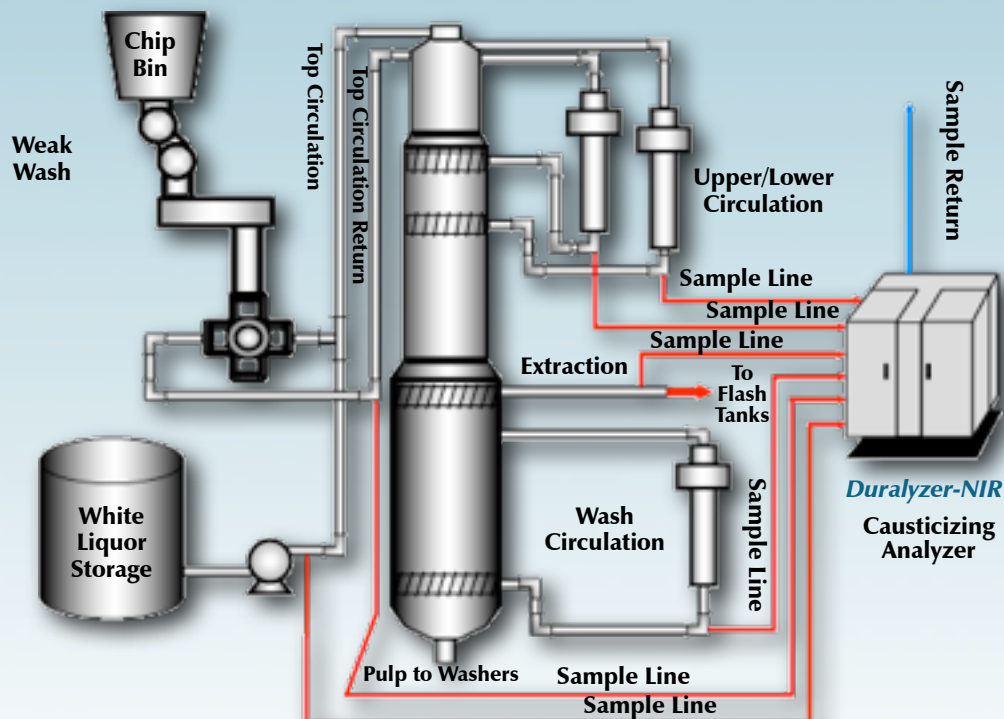 Chip
Bin
Weak
Wash
Top Circulation
Top Circulation Return
Upper/Lower
Circulation
Sample Return
Sample Line
Sample Line
Sample Line
Extraction
To
Flash
Tanks
White
Liquor
Storage
Wash
Circulation
Sample Line
Duralyzer-NIR
Causticizing
Analyzer
Pulp to Washers
Sample Line
Sample Line